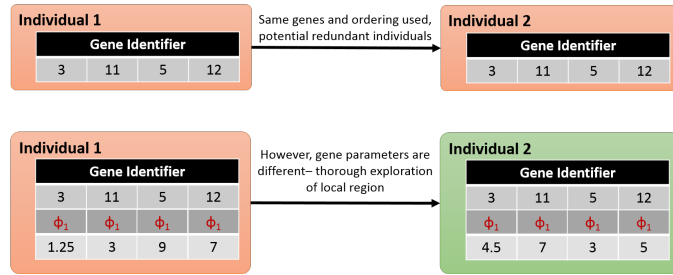 Individual 1
Gene Identifier
3 11 5 12
Same genes and ordering used,
potential redundant individuals
Individual 2
Gene Identifier
3 11 5 12
Individual 1
Gene Identifier
3 11 5 12
ϕ1 ϕ1 ϕ1 ϕ1
1.25 3 9 7
However, gene parameters are
different– thorough exploration
of local region
Individual 2
Gene Identifier
3 11 5 12
ϕ1 ϕ1 ϕ1 ϕ1
4.5 7 3 5